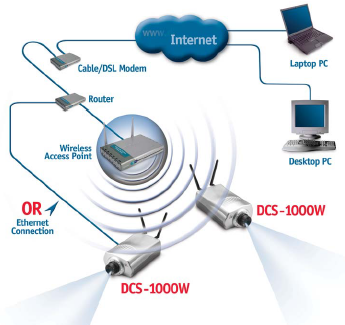 www.
Internet
Laptop PC
Cable/DSL Modem
Router
Wireless
Access Point
Desktop PC
OR
Ethernet
Connection
DCS-1000W
DCS-1000W